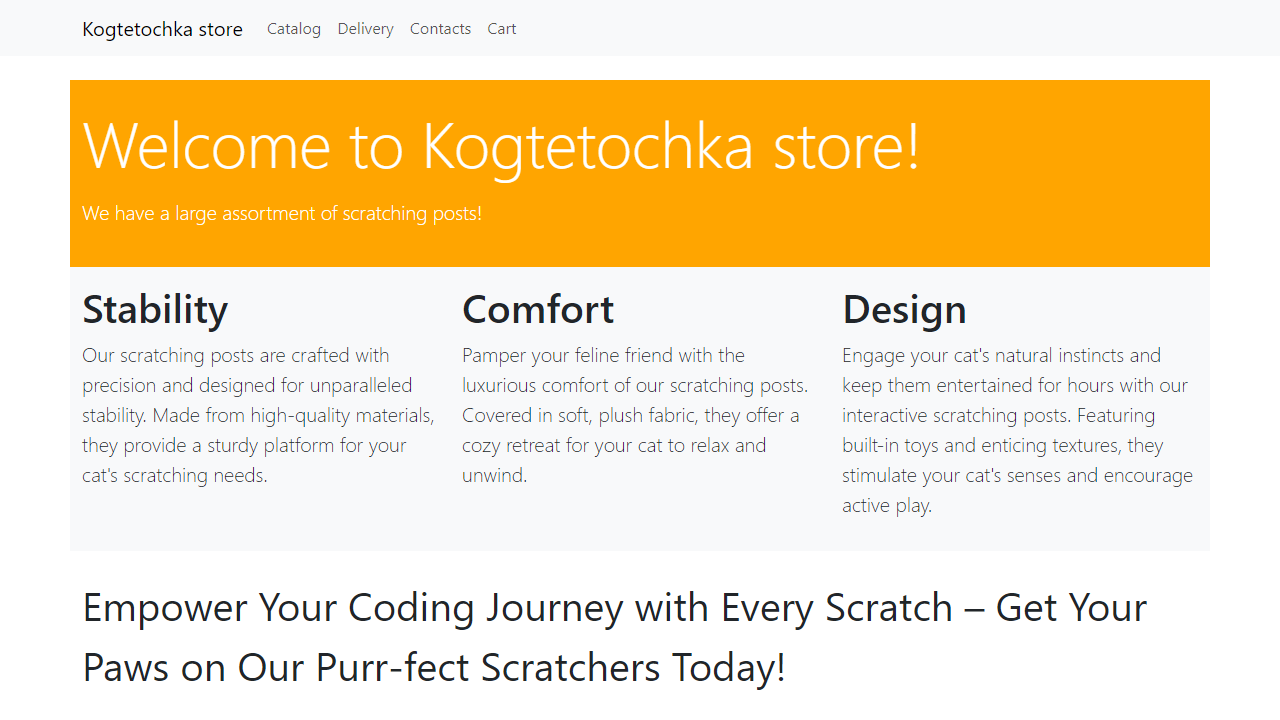 Kogtetochka store Catalog Delivery Contacts Cart
Welcome to Kogtetochka store!
We have a large assortment of scratching posts!
Stability
Our scratching posts are crafted with
precision and designed for unparalleled
stability. Made from high-quality materials,
they provide a sturdy platform for your
cat's scratching needs.
Comfort
Pamper your feline friend with the
luxurious comfort of our scratching posts.
Covered in soft, plush fabric, they offer a
cozy retreat for your cat to relax and
unwind.
Design
Engage your cat's natural instincts and
keep them entertained for hours with our
interactive scratching posts. Featuring
built-in toys and enticing textures, they
stimulate your cat's senses and encourage
active play.
Empower Your Coding Journey with Every Scratch – Get Your
Paws on Our Purr-fect Scratchers Today!